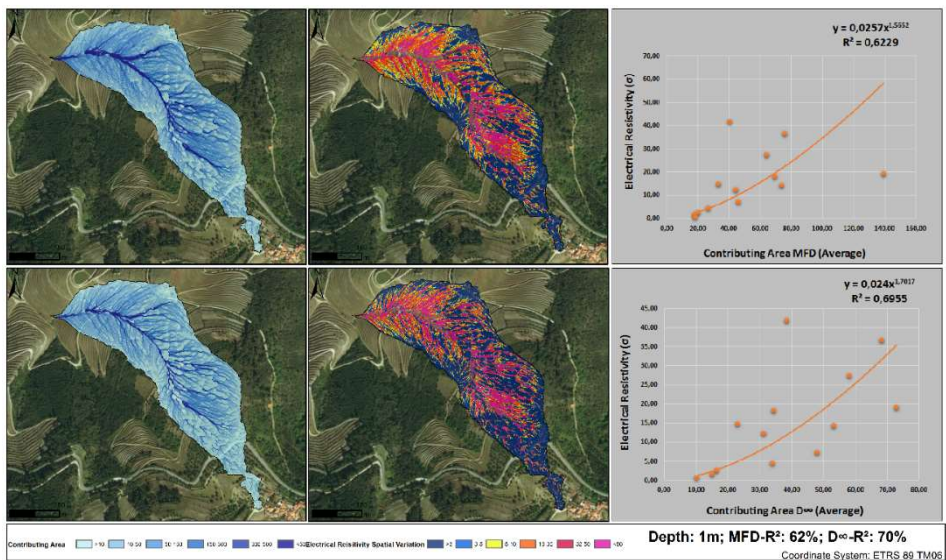 y = 0,0257x^1,5552
R² = 0,6229
70,00
60,00
50,00
40,00
30,00
20,00
10,00
0,00
Electrical Resistivity (σ)
0,00 20,00 40,00 60,00 80,00 100,00 120,00 140,00 160,00
Contributing Area MFD (Average)
y = 0,024x^1,7017
R² = 0,6955
45,00
40,00
35,00
30,00
25,00
20,00
15,00
10,00
5,00
0,00
Electrical Resistivity (σ)
0,00 10,00 20,00 30,00 40,00 50,00 60,00 70,00 80,00
Contributing Area D∞ (Average)
Contributing Area
Electrical Reisitivity Spatial Variation
Depth: 1m; MFD-R²: 62%; D∞-R²: 70%
Coordinate System: ETRS 89 TM06